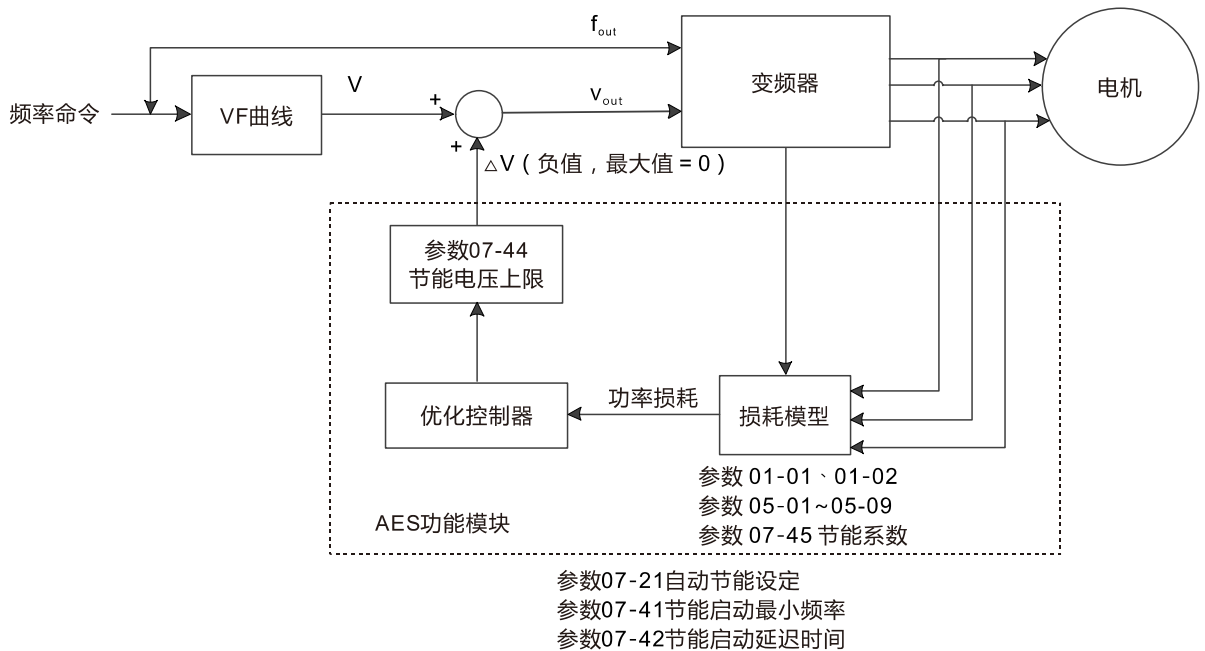 f out
变频器
电机
V
V out
频率命令
VF曲线
+
+
△V（负值，最大值=0）
参数07-44
节能电压上限
优化控制器
功率损耗
损耗模型
参数 01-01、01-02
参数 05-01~05-09
参数 07-45 节能系数
AES功能模块
参数07-21自动节能设定
参数07-41节能启动最小频率
参数07-42节能启动延迟时间